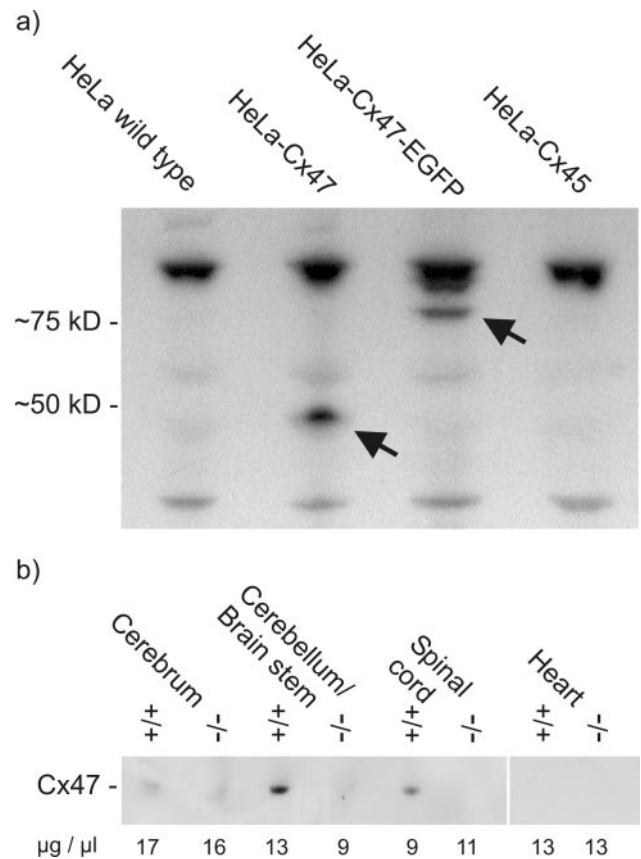 a)
HeLa wild type
HeLa-Cx47
HeLa-Cx47-EGFP
HeLa-Cx45
~75 kD -
~50 kD -
b)
Cerebrum
Cerebellum/
Brain stem
Spinal
cord
Heart
+/+ -/- +/+ -/- +/+ -/- +/+ -/-
Cx47 -
µg / µl 17 16 13 9 9 11 13 13